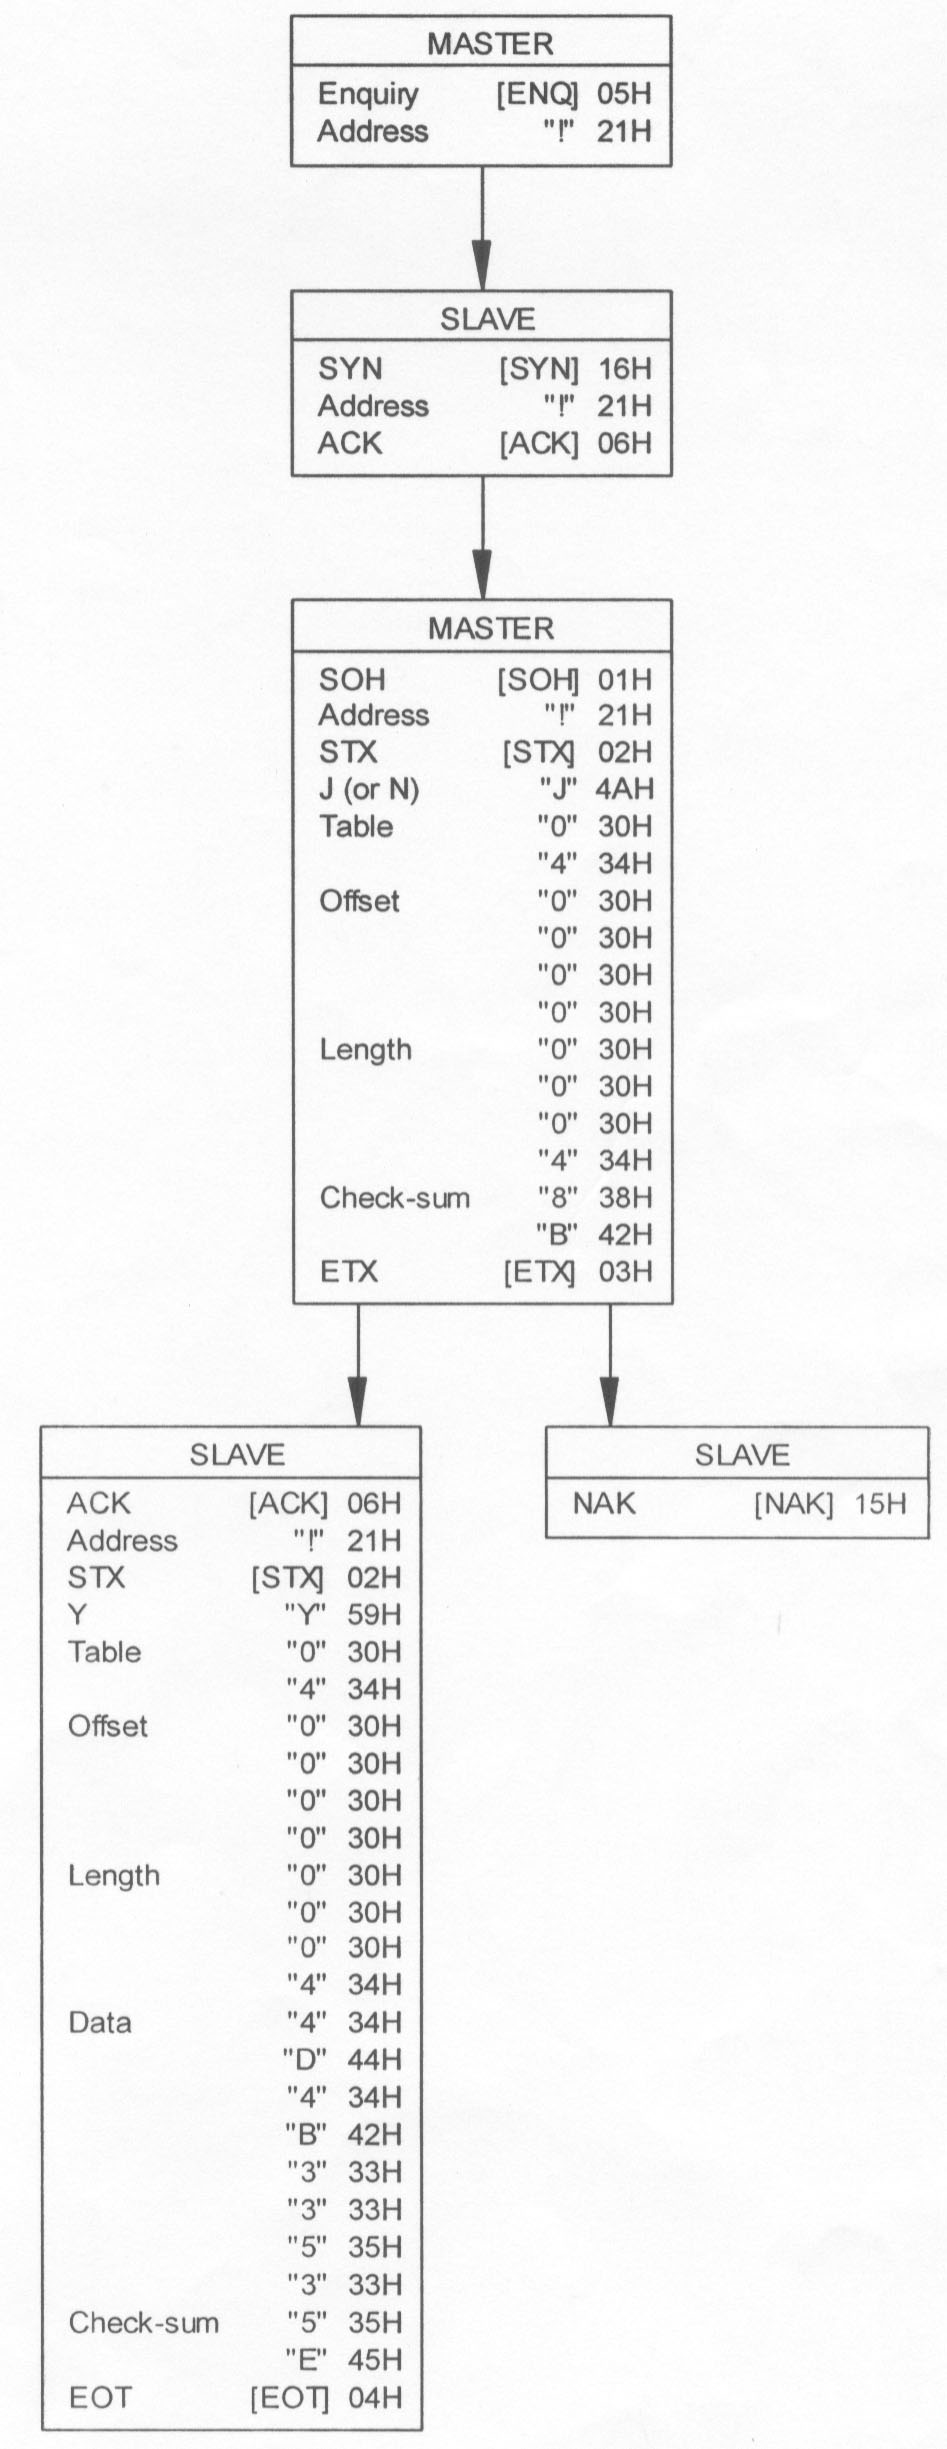 MASTER
Enquiry [ENQ] 05H
Address "!" 21H
SLAVE
SYN [SYN] 16H
Address "!" 21H
ACK [ACK] 06H
MASTER
SOH [SOH] 01H
Address "!" 21H
STX [STX] 02H
J (or N) "J" 4AH
Table "0" 30H
"4" 34H
Offset "0" 30H
"0" 30H
"0" 30H
"0" 30H
Length "0" 30H
"0" 30H
"0" 30H
"4" 34H
Check-sum "8" 38H
"B" 42H
ETX [ETX] 03H
SLAVE
ACK [ACK] 06H
Address "!" 21H
STX [STX] 02H
Y "Y" 59H
Table "0" 30H
"4" 34H
Offset "0" 30H
"0" 30H
"0" 30H
"0" 30H
Length "0" 30H
"0" 30H
"0" 30H
"4" 34H
Data "4" 34H
"D" 44H
"4" 34H
"B" 42H
"3" 33H
"3" 33H
"5" 35H
"3" 33H
Check-sum "5" 35H
"E" 45H
EOT [EOT] 04H
SLAVE
NAK [NAK] 15H